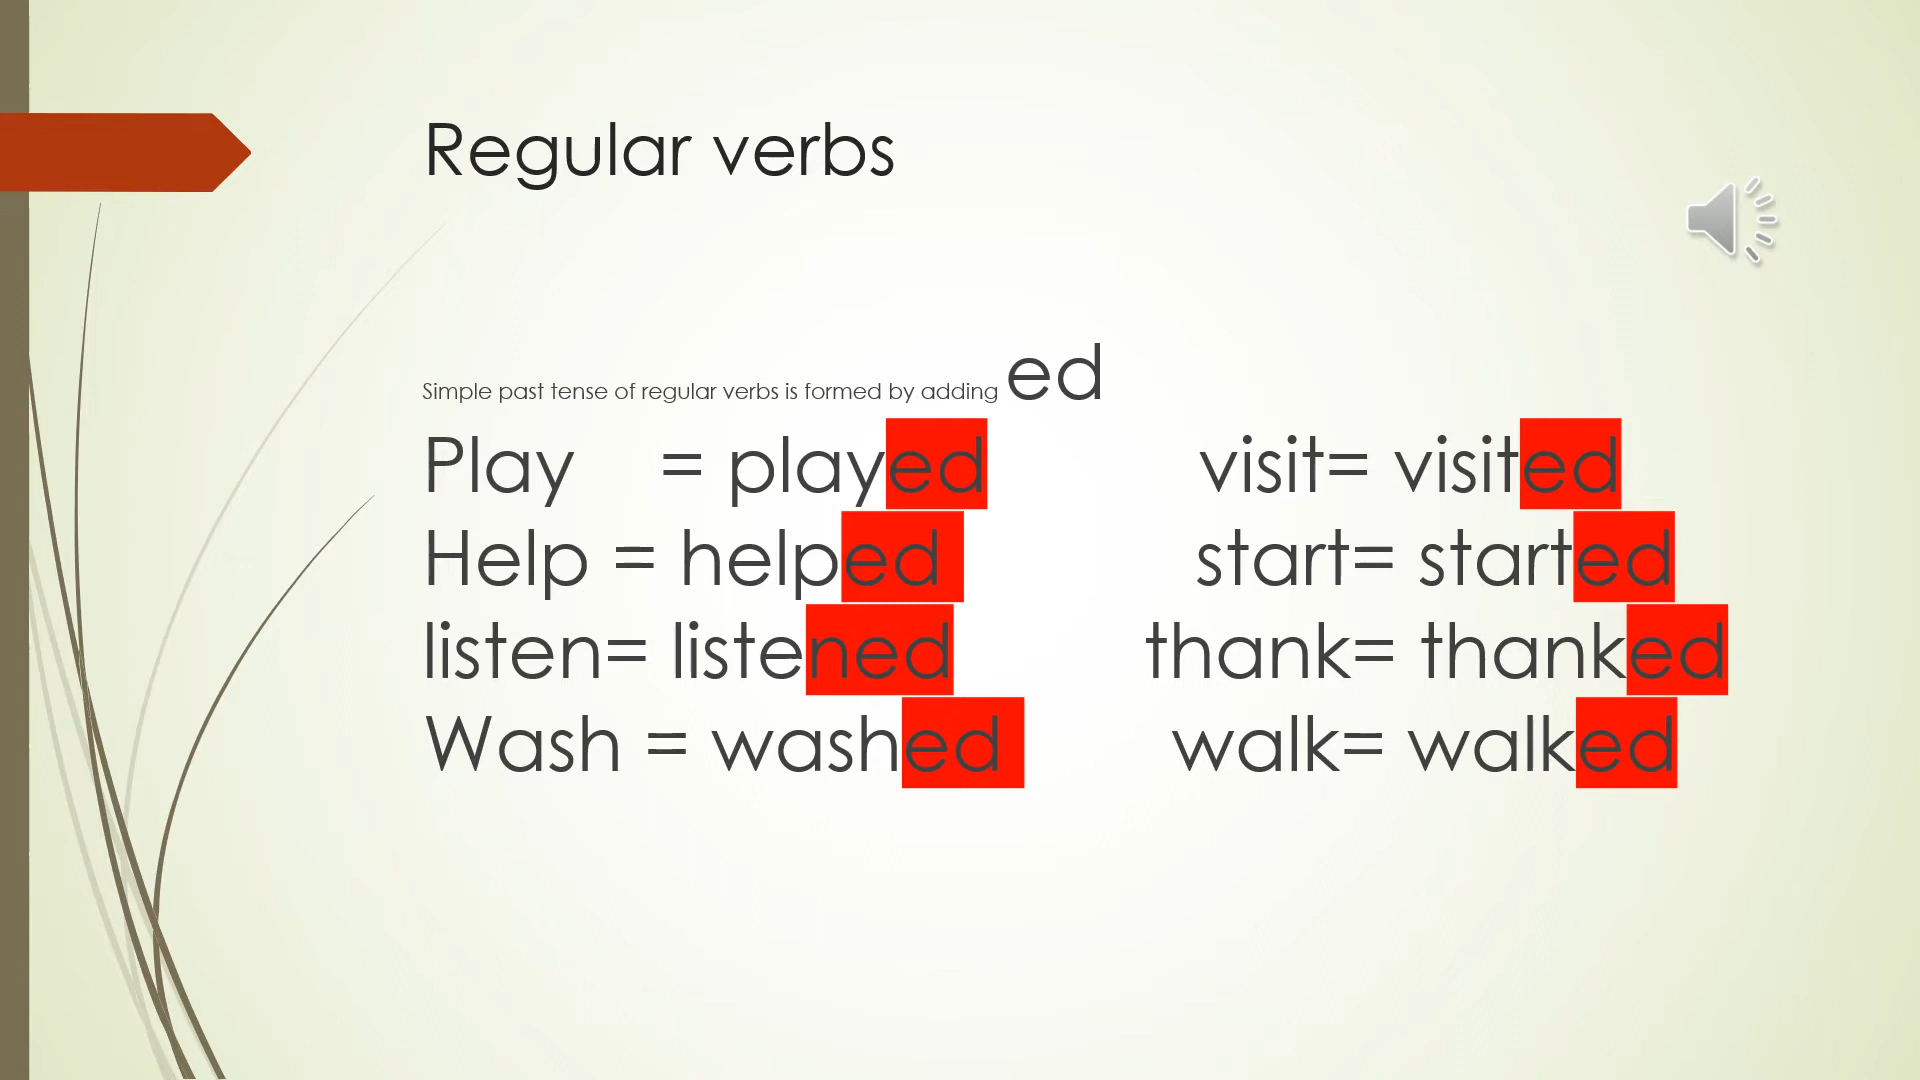 Regular verbs
Simple past tense of regular verbs is formed by adding ed
Play = played visit= visited
Help = helped start= started
listen= listened thank= thanked
Wash = washed walk= walked